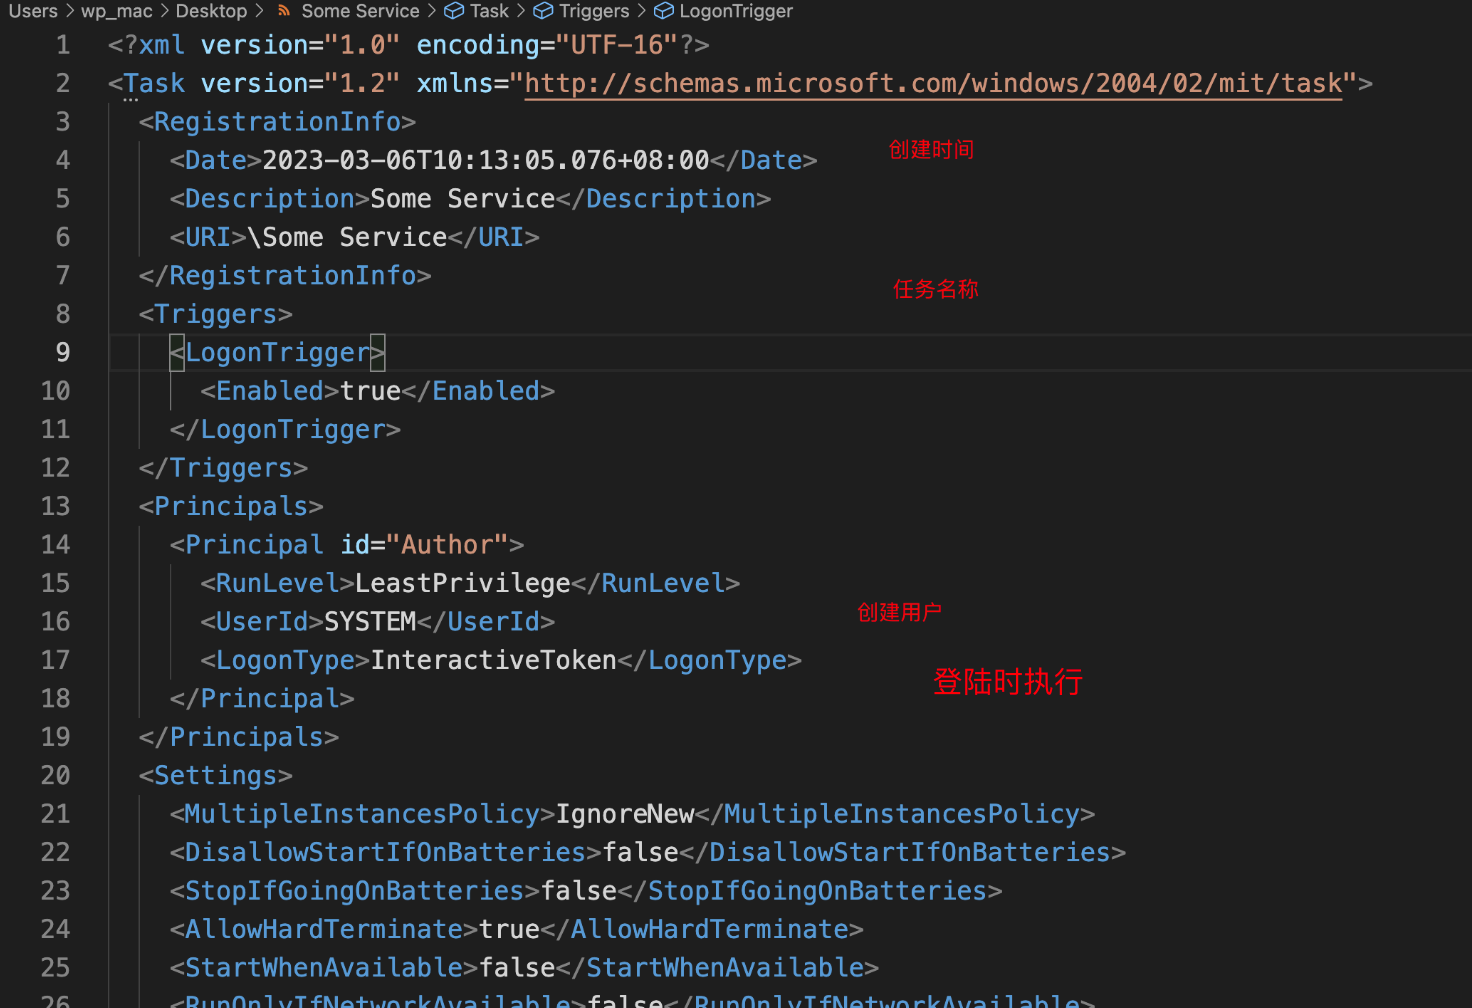 Users > wp_mac > Desktop > Some Service > Task > Triggers > LogonTrigger
1 <?xml version="1.0" encoding="UTF-16"?>
2 <Task version="1.2" xmlns="http://schemas.microsoft.com/windows/2004/02/mit/task">
3 <RegistrationInfo>
4 <Date>2023-03-06T10:13:05.076+08:00</Date> 创建时间
5 <Description>Some Service</Description>
6 <URI>\Some Service</URI>
7 </RegistrationInfo>
任务名称
8 <Triggers>
9 <LogonTrigger>
10 <Enabled>true</Enabled>
11 </LogonTrigger>
12 </Triggers>
13 <Principals>
14 <Principal id="Author">
15 <RunLevel>LeastPrivilege</RunLevel>
16 <UserId>SYSTEM</UserId> 创建用户
17 <LogonType>InteractiveToken</LogonType>
登陆时执行
18 </Principal>
19 </Principals>
20 <Settings>
21 <MultipleInstancesPolicy>IgnoreNew</MultipleInstancesPolicy>
22 <DisallowStartIfOnBatteries>false</DisallowStartIfOnBatteries>
23 <StopIfGoingOnBatteries>false</StopIfGoingOnBatteries>
24 <AllowHardTerminate>true</AllowHardTerminate>
25 <StartWhenAvailable>false</StartWhenAvailable>
26 <RunOnlyIfNetworkAvailable>false</RunOnlyIfNetworkAvailable>